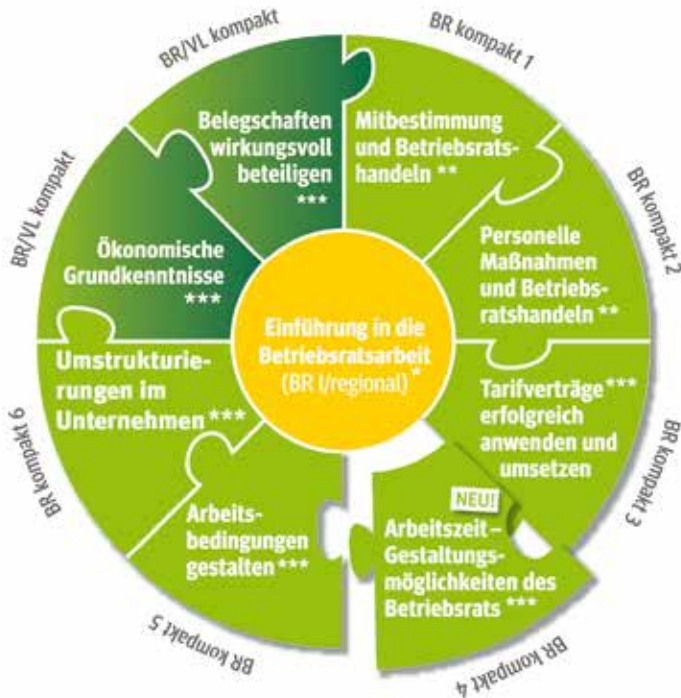 BR/VL kompakt
BR kompakt 1
Belegschaften
wirkungsvoll
beteiligen
***
Mitbestimmung
und Betriebsrats-
handeln **
BR kompakt 2
Personelle
Maßnahmen
und Betriebs-
ratshandeln **
BR/VL kompakt
Ökonomische
Grundkenntnisse
***
Einführung in die
Betriebsratsarbeit
(BR I/regional) *
Tarifverträge ***
erfolgreich
anwenden und
umsetzen
BR kompakt 3
Umstrukturie-
rungen im
Unternehmen ***
BR kompakt 6
Arbeits-
bedingungen
gestalten ***
BR kompakt 5
NEU!
Arbeitszeit –
Gestaltungs-
möglichkeiten des
Betriebsrats ***
BR kompakt 4